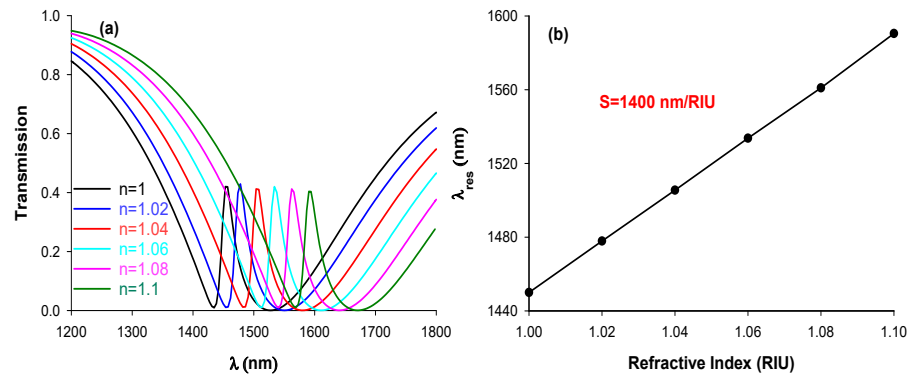 (a)
1.0
0.8
0.6
0.4
0.2
0.0
Transmission
n=1
n=1.02
n=1.04
n=1.06
n=1.08
n=1.1
1200 1300 1400 1500 1600 1700 1800
λ (nm)
(b)
S=1400 nm/RIU
1600
1560
1520
1480
1440
λres (nm)
1.00 1.02 1.04 1.06 1.08 1.10
Refractive Index (RIU)